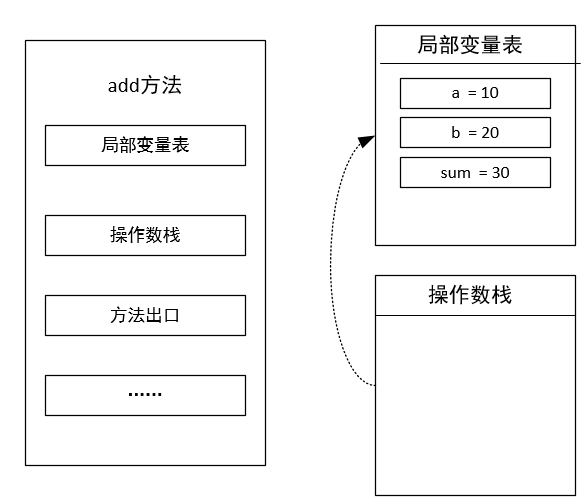 add方法
局部变量表
操作数栈
方法出口
......
局部变量表
a = 10
b = 20
sum = 30
操作数栈